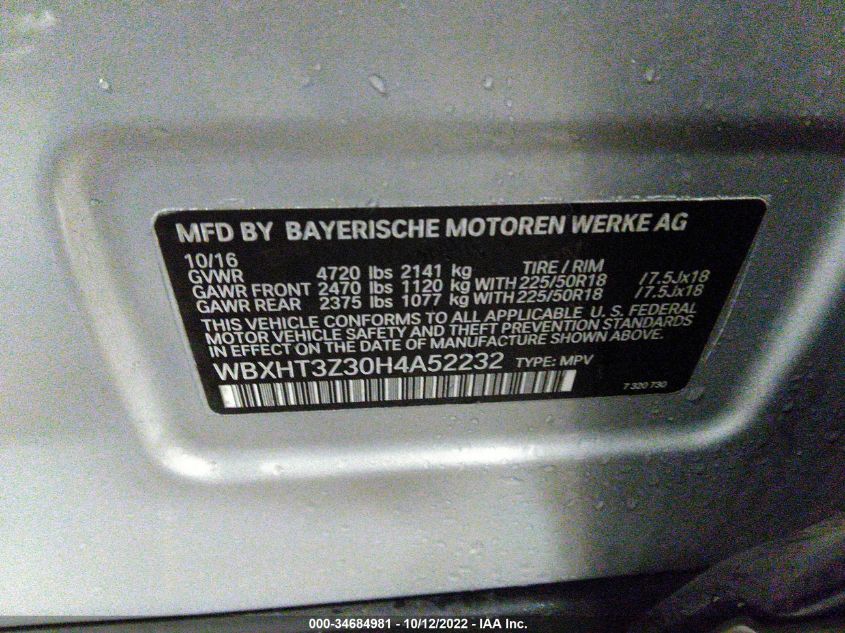 MFD BY BAYERISCHE MOTOREN WERKE AG
10/16
GVWR 4720 lbs 2141 kg TIRE / RIM
GAWR FRONT 2470 lbs 1120 kg WITH 225/50R18 / 7.5Jx18
GAWR REAR 2375 lbs 1077 kg WITH 225/50R18 / 7.5Jx18
THIS VEHICLE CONFORMS TO ALL APPLICABLE U. S. FEDERAL
MOTOR VEHICLE SAFETY AND THEFT PREVENTION STANDARDS
IN EFFECT ON THE DATE OF MANUFACTURE SHOWN ABOVE.
WBXHT3Z30H4A52232 TYPE: MPV
7 320 730
000-34684981 - 10/12/2022 - IAA Inc.